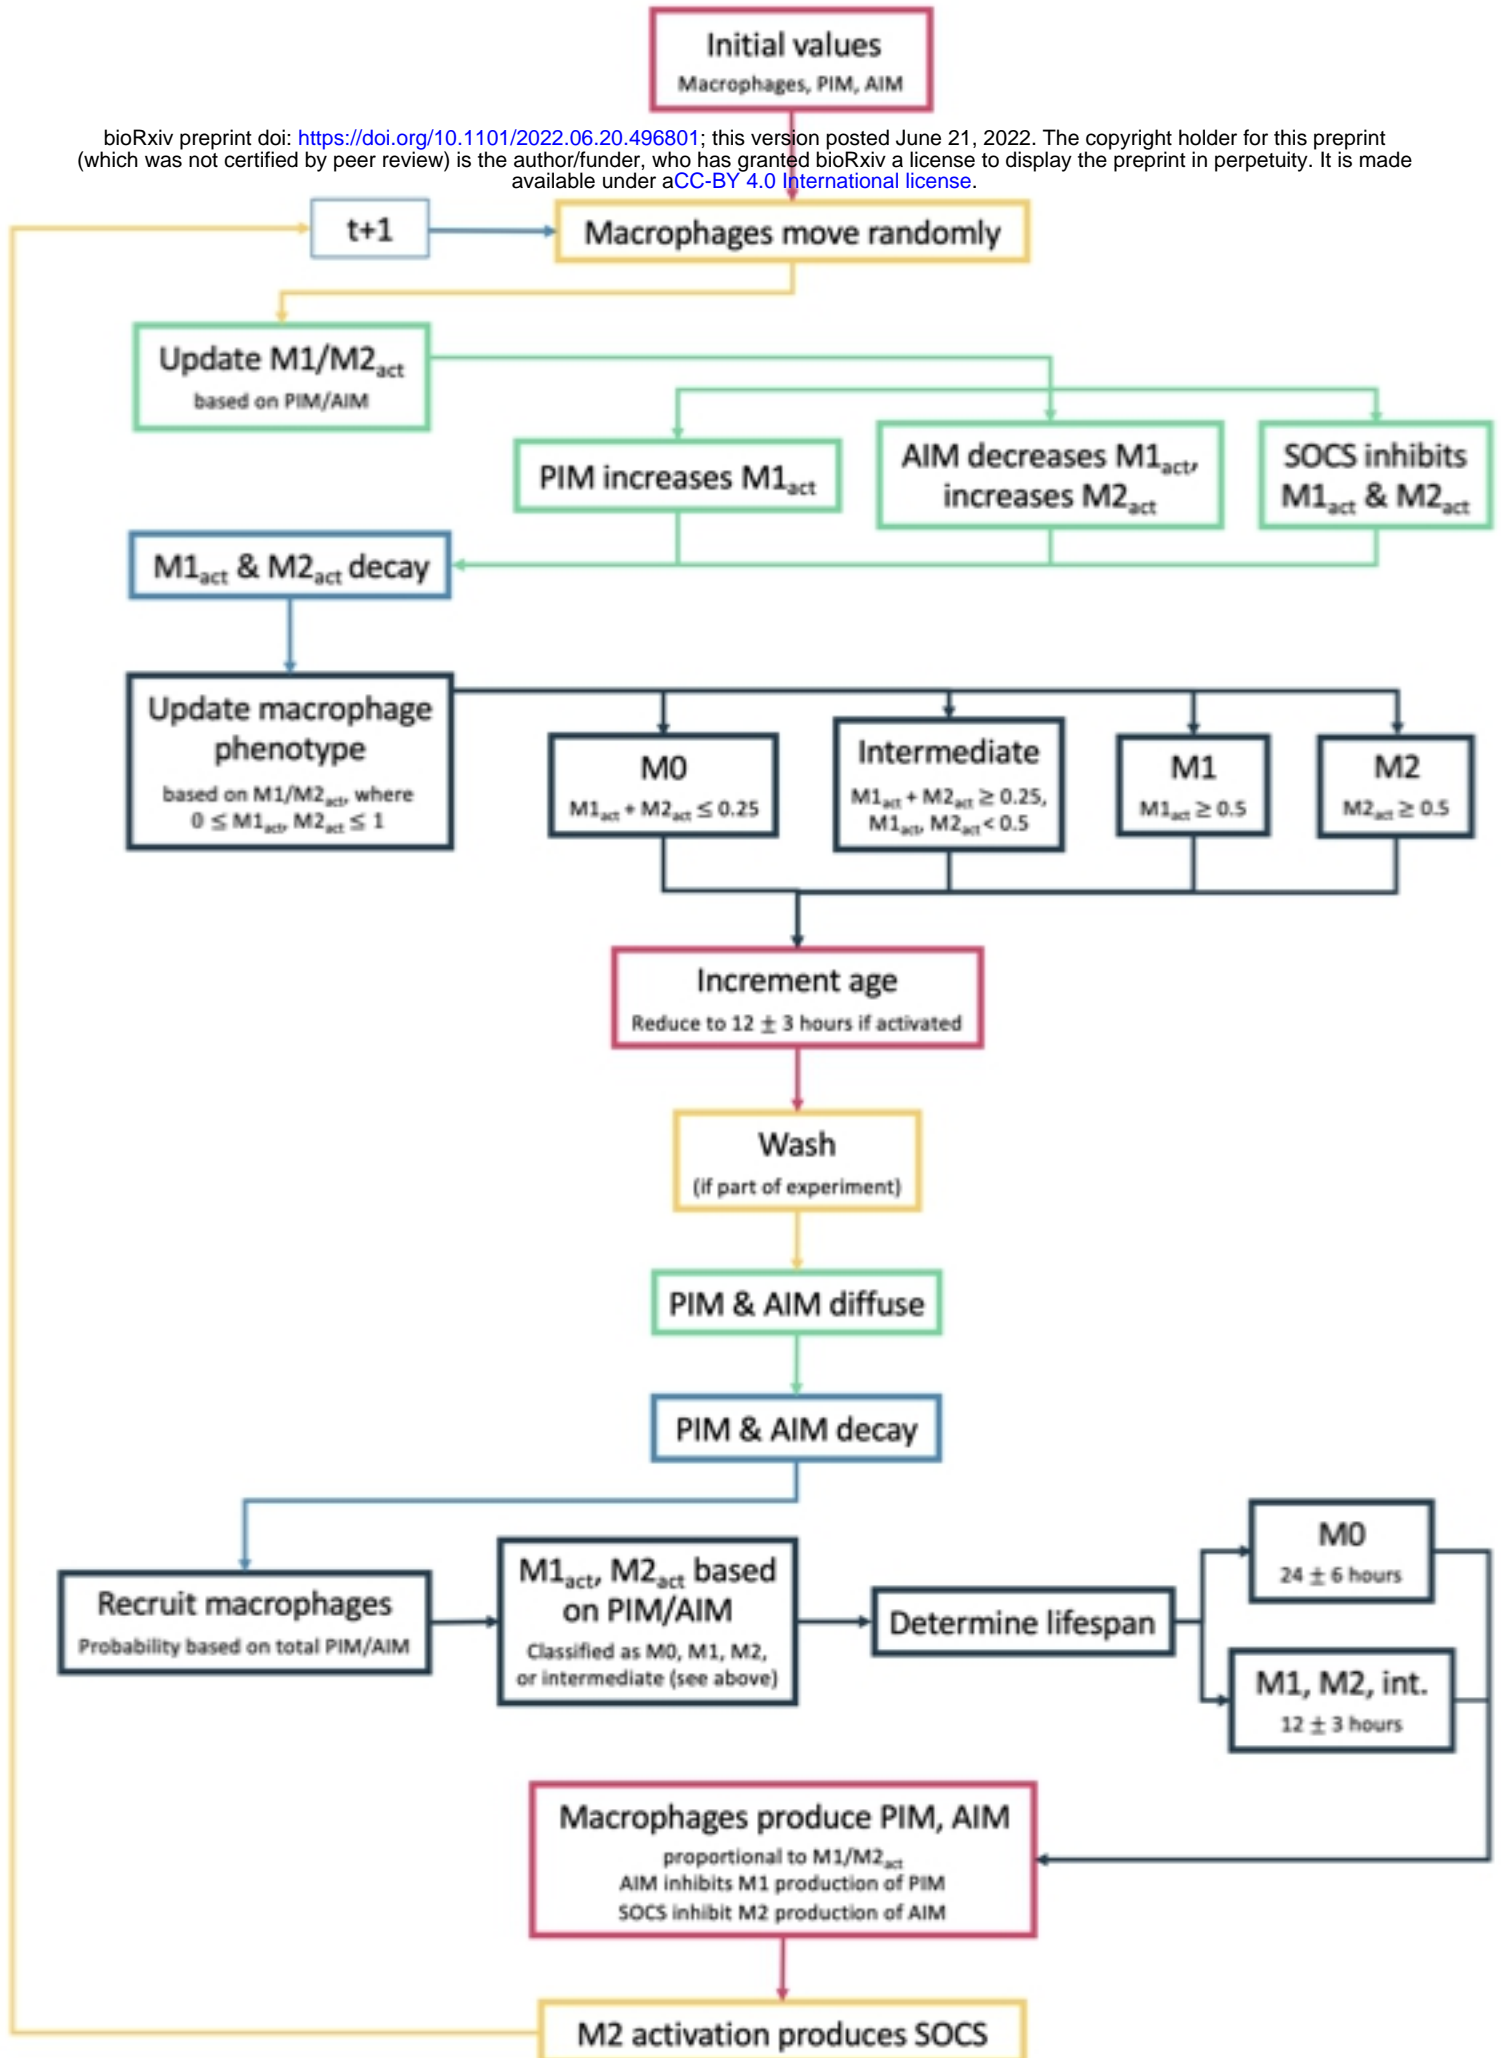 Initial values
Macrophages, PIM, AIM
bioRxiv preprint doi: https://doi.org/10.1101/2022.06.20.496801; this version posted June 21, 2022. The copyright holder for this preprint
(which was not certified by peer review) is the author/funder, who has granted bioRxiv a license to display the preprint in perpetuity. It is made
available under aCC-BY 4.0 International license.
t+1
Macrophages move randomly
Update M1/M2act
based on PIM/AIM
PIM increases M1act
AIM decreases M1act,
increases M2act
SOCS inhibits
M1act & M2act
M1act & M2act decay
Update macrophage
phenotype
based on M1/M2act, where
0 ≤ M1act, M2act ≤ 1
M0
M1act + M2act ≤ 0.25
Intermediate
M1act + M2act ≥ 0.25,
M1act, M2act < 0.5
M1
M1act ≥ 0.5
M2
M2act ≥ 0.5
Increment age
Reduce to 12 ± 3 hours if activated
Wash
(if part of experiment)
PIM & AIM diffuse
PIM & AIM decay
Recruit macrophages
Probability based on total PIM/AIM
M1act, M2act based
on PIM/AIM
Classified as M0, M1, M2,
or intermediate (see above)
Determine lifespan
M0
24 ± 6 hours
M1, M2, int.
12 ± 3 hours
Macrophages produce PIM, AIM
proportional to M1/M2act
AIM inhibits M1 production of PIM
SOCS inhibit M2 production of AIM
M2 activation produces SOCS